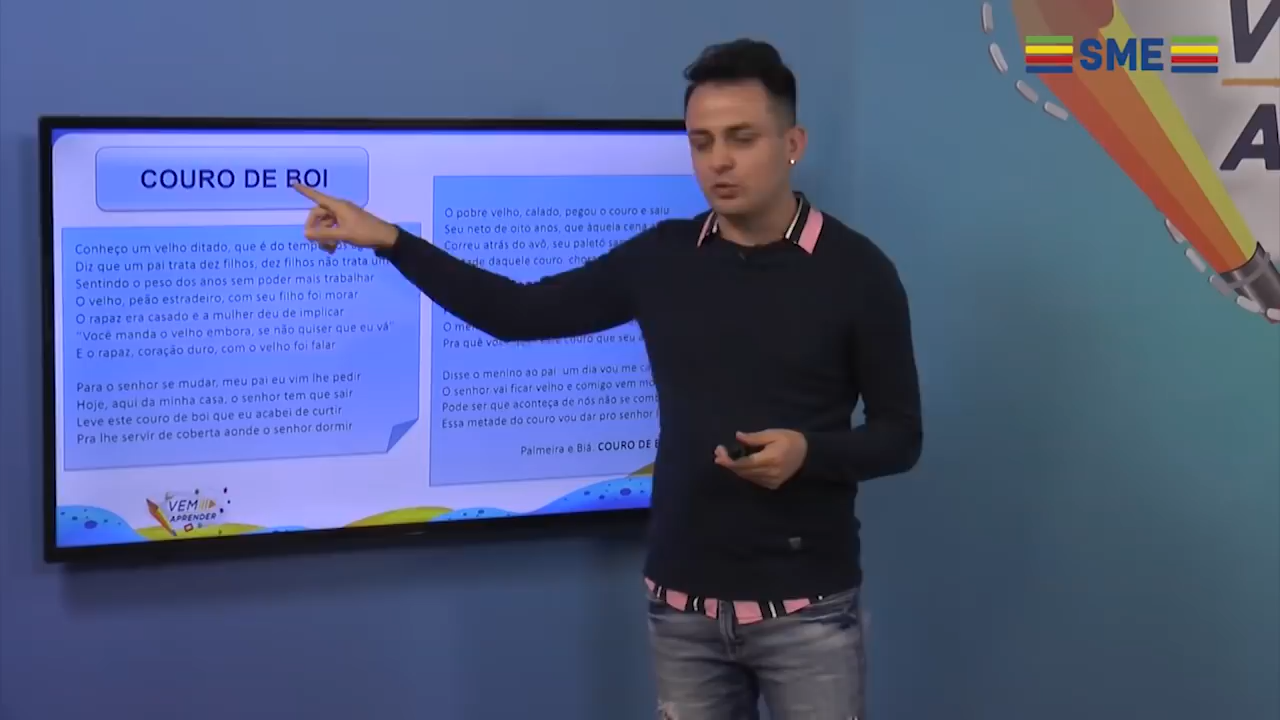 SME
V
A
COURO DE BOI
Conheço um velho ditado, que é do
Diz que um pai trata dez filhos, dez filhos não trata um
Sentindo o peso dos anos sem poder mais trabalhar
O velho, peão estradeiro, com seu filho foi morar
O rapaz era casado e a mulher deu de implicar
"Você manda o velho embora, se não quiser que eu vá"
E o rapaz, coração duro, com o velho foi falar
Para o senhor se mudar, meu pai eu vim lhe pedir
Hoje, aqui da minha casa, o senhor tem que sair
Leve este couro de boi que eu acabei de curtir
Pra lhe servir de coberta aonde o senhor dormir
O pobre velho, calado, pegou o couro e saiu
Seu neto de oito anos, que àquela cena
Correu atrás do avô, seu paletó
daquele couro,
Pra quê couro que seu
Disse o menino ao pai um dia vou me
O senhor vai ficar velho e comigo vem
Pode ser que aconteça de nós não se
Essa metade do couro vou dar pro senhor
Palmeira e Biá. COURO DE
VEM
APRENDER